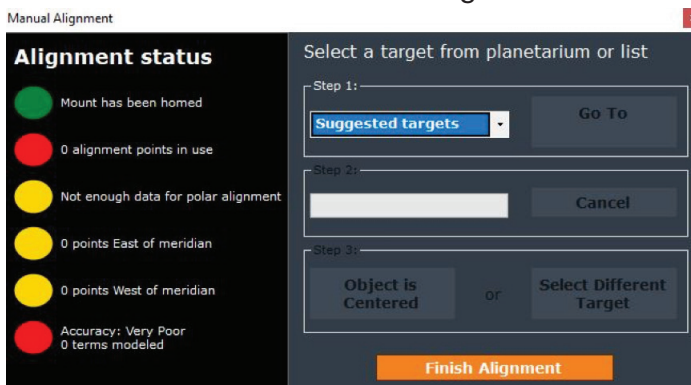 Manual Alignment
Alignment status
Mount has been homed
0 alignment points in use
Not enough data for polar alignment
0 points East of meridian
0 points West of meridian
Accuracy: Very Poor
0 terms modeled
Select a target from planetarium or list
Step 1:
Suggested targets
Go To
Step 2:
Cancel
Step 3:
Object is
Centered
or
Select Different
Target
Finish Alignment